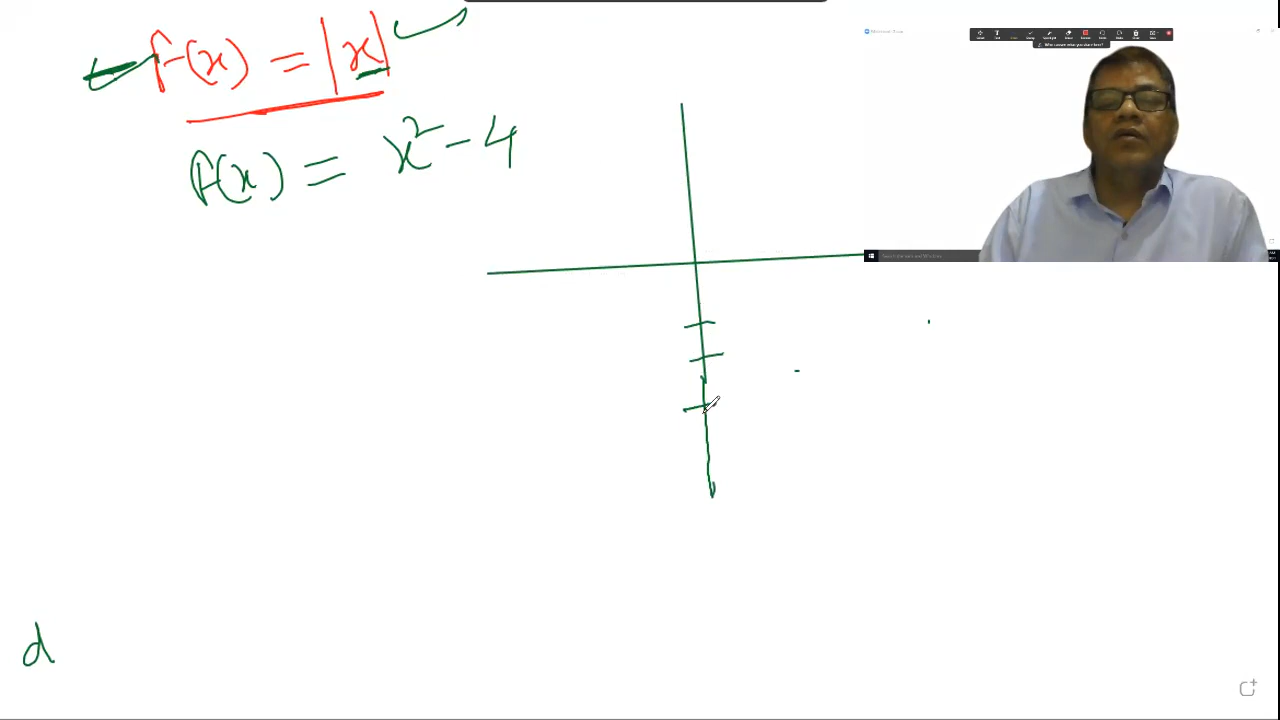 f(x) = |x|
f(x) = x² - 4
d